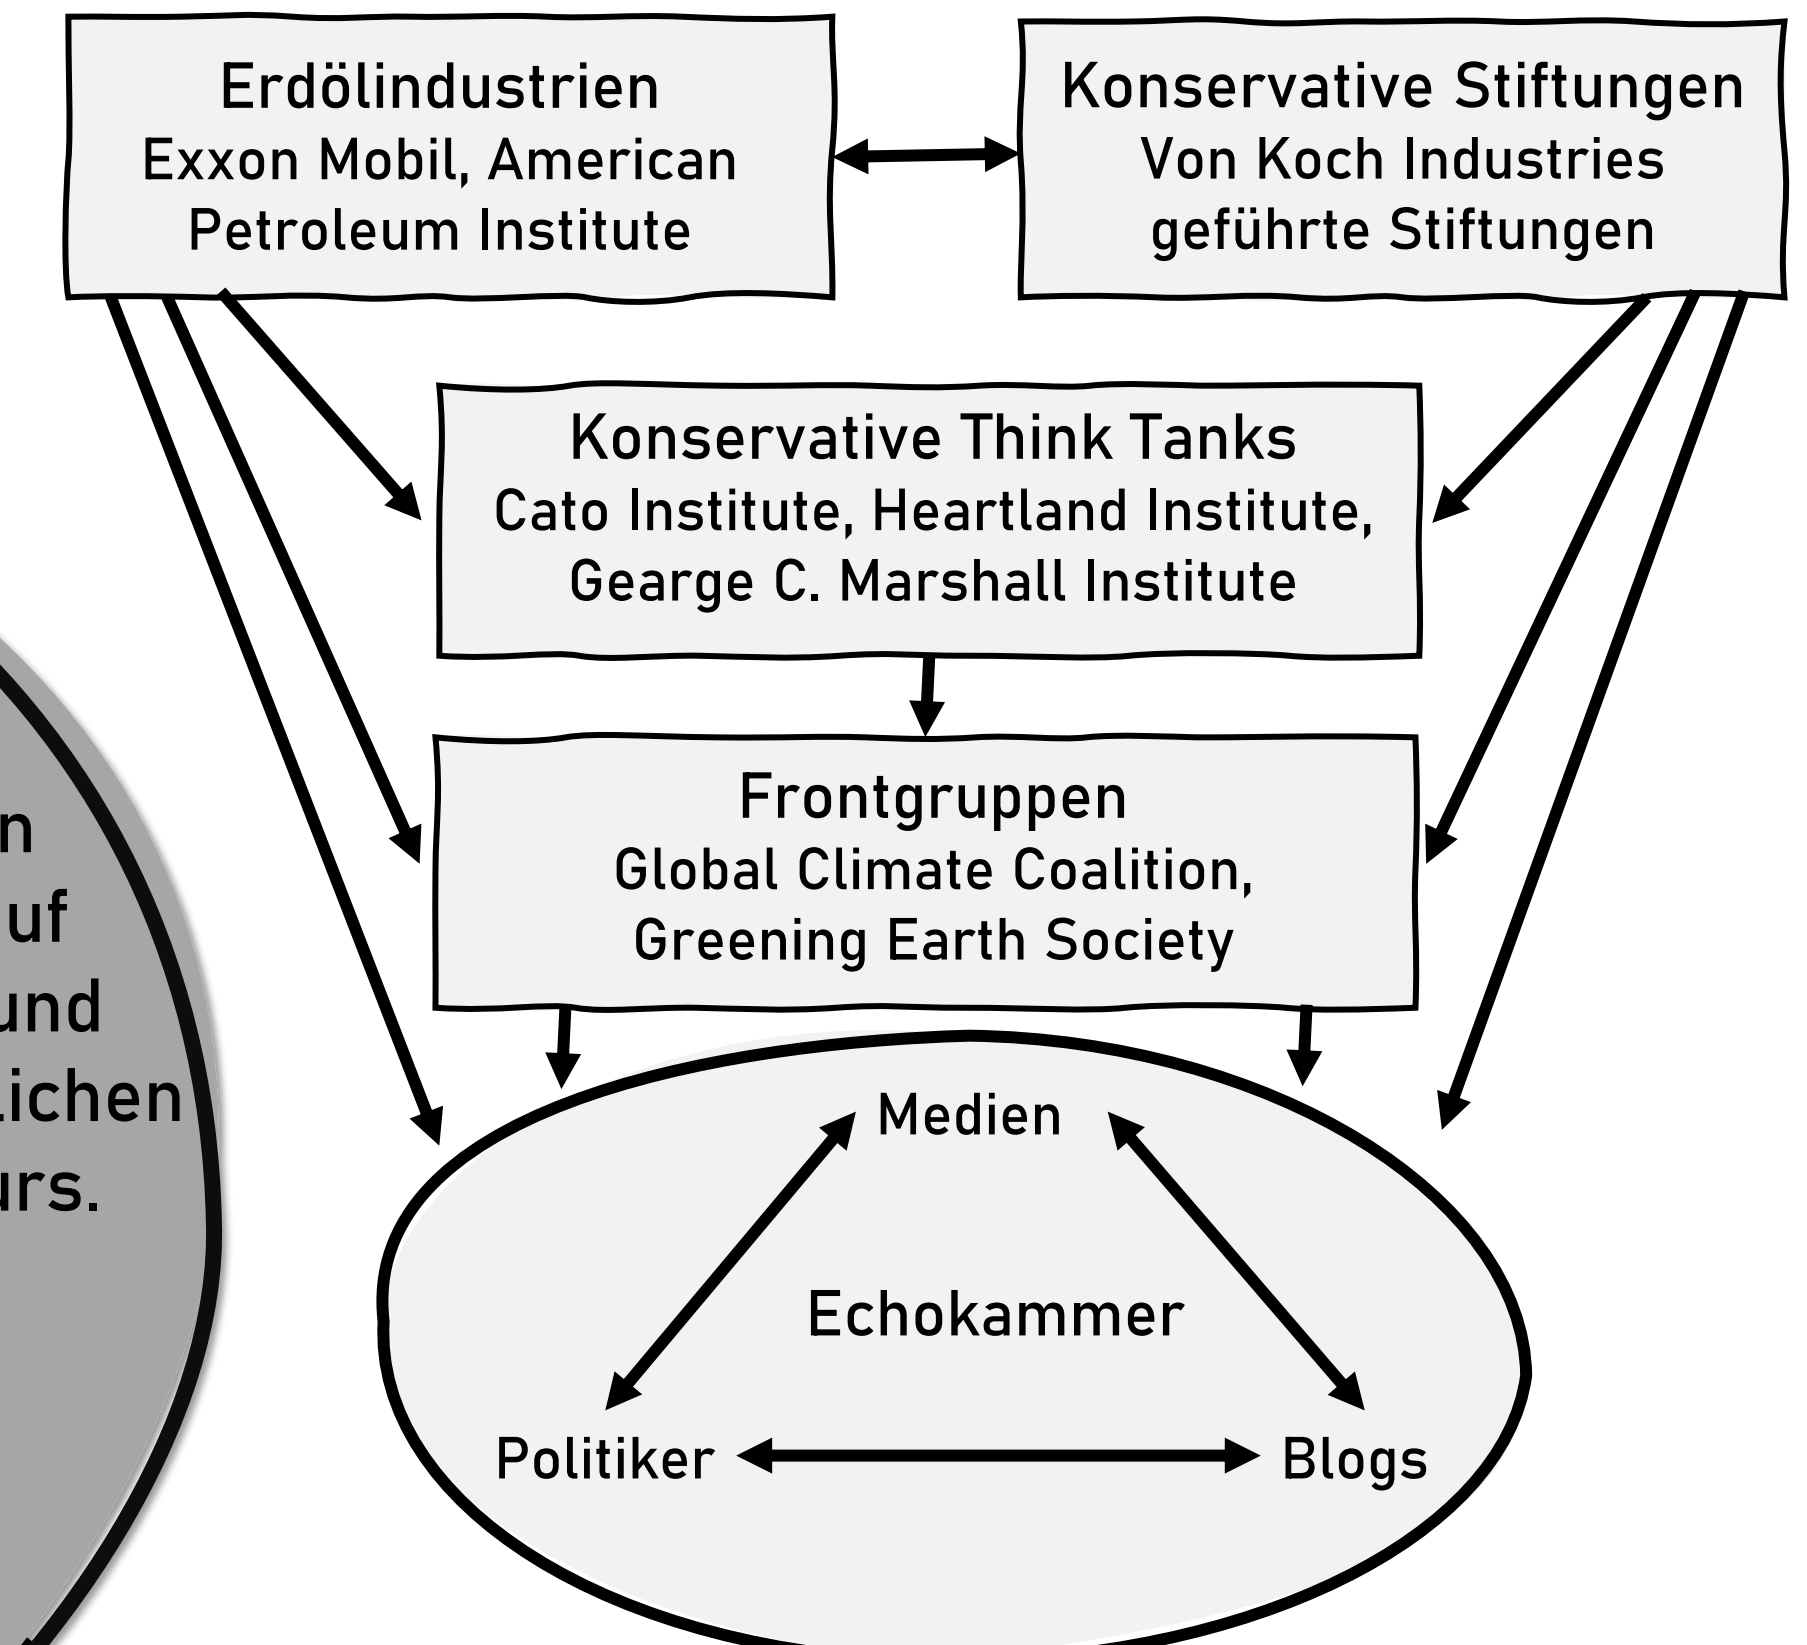 Erdölindustrien
Exxon Mobil, American
Petroleum Institute
Konservative Stiftungen
Von Koch Industries
geführte Stiftungen
Konservative Think Tanks
Cato Institute, Heartland Institute,
Gearge C. Marshall Institute
Frontgruppen
Global Climate Coalition,
Greening Earth Society
Medien
Echokammer
Politiker
Blogs
n
uf
und
lichen
urs.